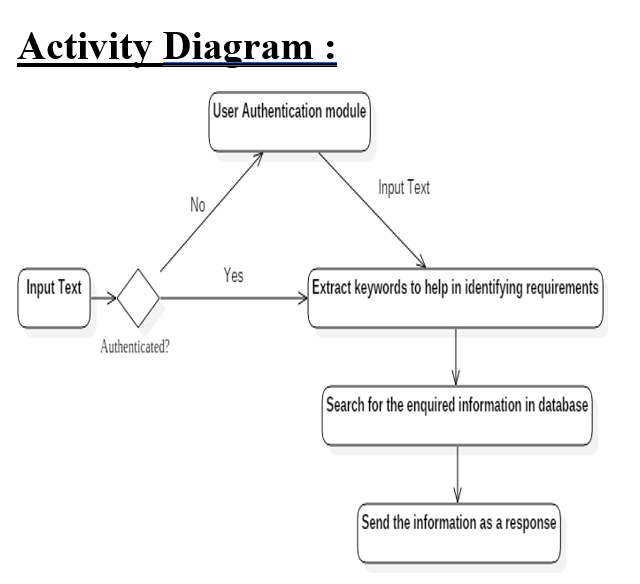 Activity Diagram :
User Authentication module
No
Input Text
Yes
Input Text
Extract keywords to help in identifying requirements
Authenticated?
Search for the enquired information in database
Send the information as a response